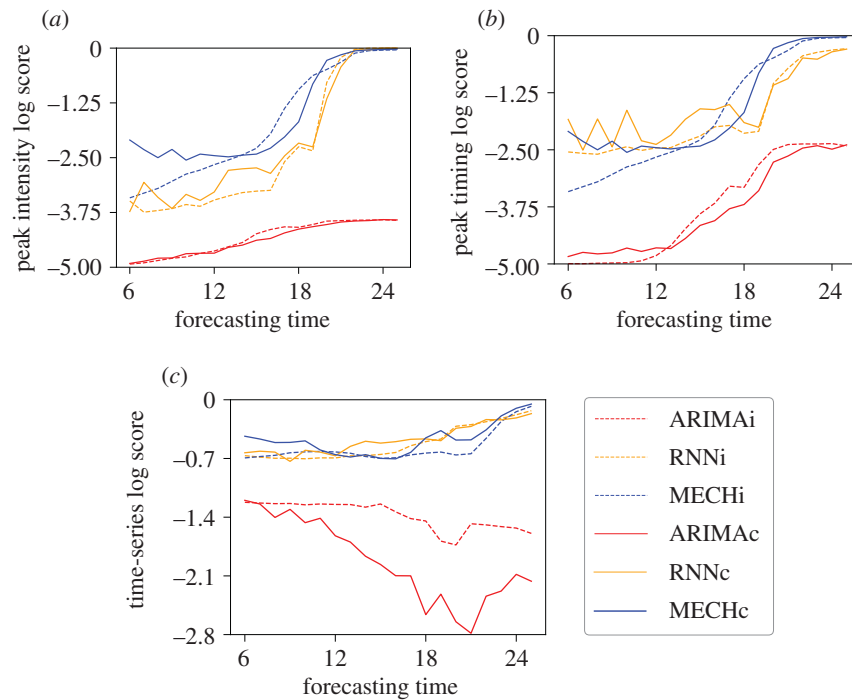 (a)
peak intensity log score
0
−1.25
−2.50
−3.75
−5.00
6 12 18 24
forecasting time
(b)
peak timing log score
0
−1.25
−2.50
−3.75
−5.00
6 12 18 24
forecasting time
(c)
time-series log score
0
−0.7
−1.4
−2.1
−2.8
6 12 18 24
forecasting time
ARIMAi
RNNi
MECHi
ARIMAc
RNNc
MECHc